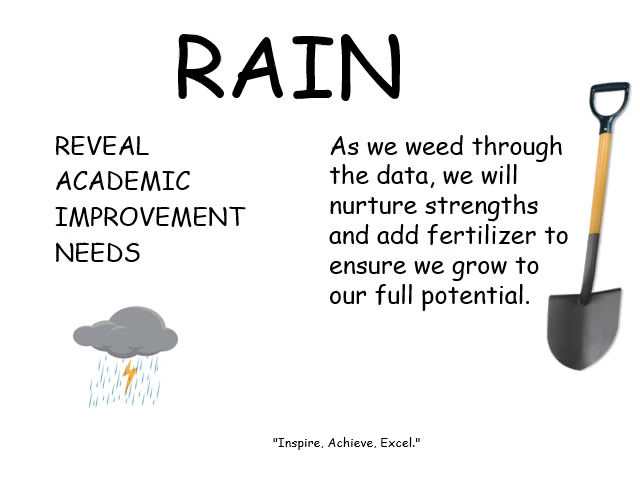 RAIN
REVEAL
ACADEMIC
IMPROVEMENT
NEEDS
As we weed through
the data, we will
nurture strengths
and add fertilizer to
ensure we grow to
our full potential.
"Inspire, Achieve, Excel."